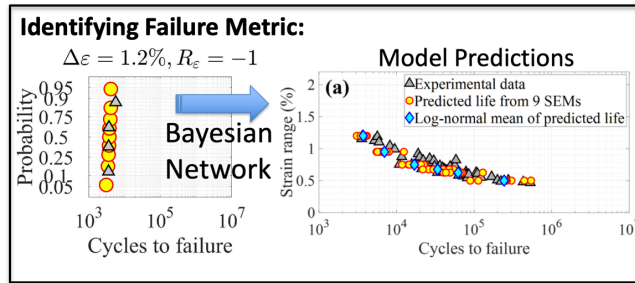 Identifying Failure Metric:
Δε = 1.2%, R_ε = −1
Probability
0.95
0.9
0.75
0.5
0.25
0.1
0.05
10^3
10^5
10^7
Cycles to failure
Bayesian
Network
Model Predictions
(a)
Experimental data
Predicted life from 9 SEMs
Log-normal mean of predicted life
Strain range (%)
2
1.5
1
0.5
0
10^3
10^4
10^5
10^6
10^7
Cycles to failure